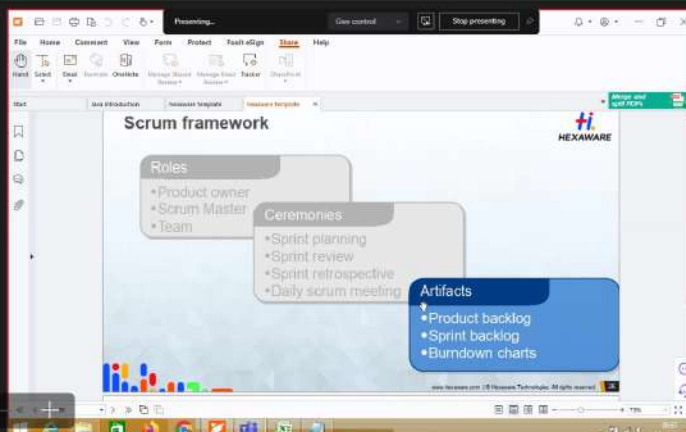 Presenting...
Give control
Stop presenting
File Home Comment View Form Protect Foxit eSign Share Help
Hand Select Email OneNote Tracker SharePoint
Start
Java Introduction
hexaware template
hexaware template
Merge and
split PDFs
Scrum framework
HEXAWARE
Roles
•Product owner
•Scrum Master
•Team
Ceremonies
•Sprint planning
•Sprint review
•Sprint retrospective
•Daily scrum meeting
Artifacts
•Product backlog
•Sprint backlog
•Burndown charts